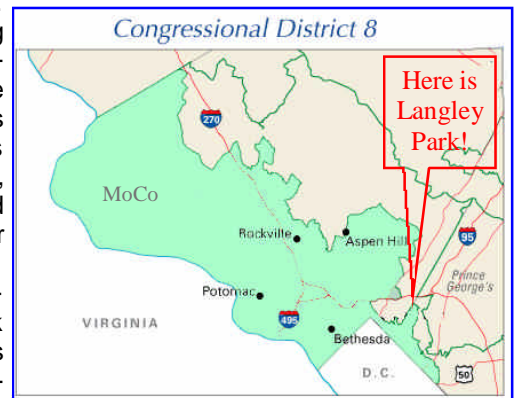 Congressional District 8
Here is
Langley
Park!
270
MoCo
Rockville
Aspen Hill
95
Prince
George's
Potomac
495
VIRGINIA
Bethesda
D.C.
50